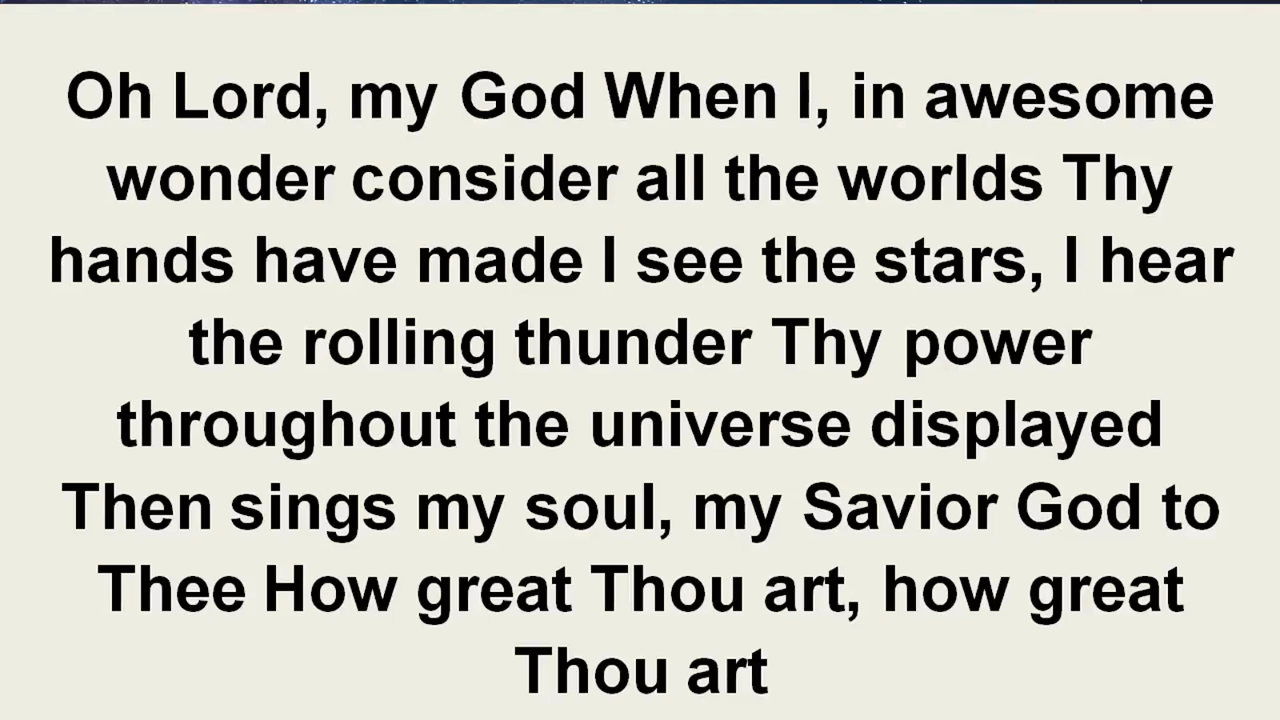 Oh Lord, my God When I, in awesome
wonder consider all the worlds Thy
hands have made I see the stars, I hear
the rolling thunder Thy power
throughout the universe displayed
Then sings my soul, my Savior God to
Thee How great Thou art, how great
Thou art